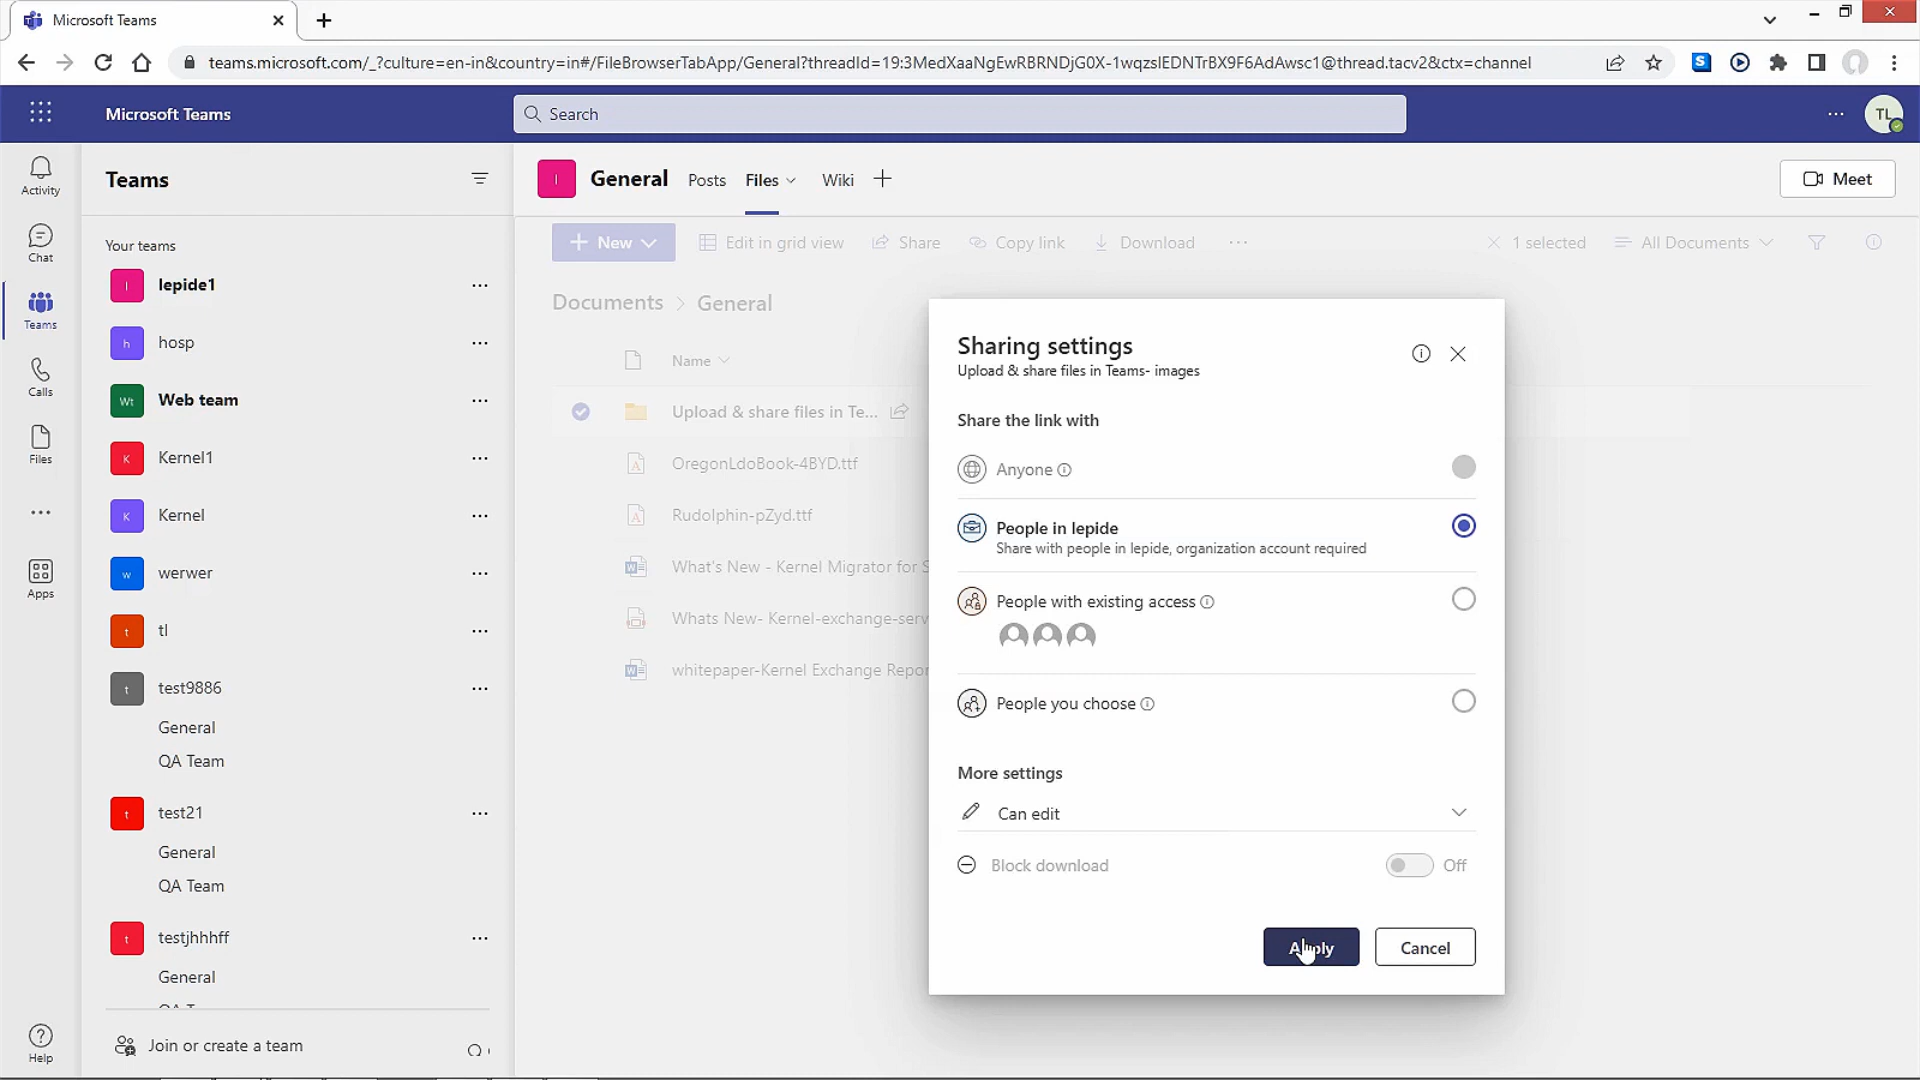 Microsoft Teams
teams.microsoft.com/_?culture=en-in&country=in#/FileBrowserTabApp/General?threadId=19:3MedXaaNgEwRBRNDjG0X-1wqzsIEDNTrBX9F6AdAwsc1@thread.tacv2&ctx=channel
S
Microsoft Teams
Search
TL
Activity
Chat
Teams
Calls
Files
Apps
Help
Teams
Your teams
l lepide1
h hosp
Wt Web team
K Kernel1
K Kernel
w werwer
t tl
t test9886
General
QA Team
t test21
General
QA Team
t testjhhhff
General
Join or create a team
l General Posts Files Wiki
Meet
New Edit in grid view Share Copy link Download 1 selected All Documents
Documents > General
Name
Upload & share files in Te...
OregonLdoBook-4BYD.ttf
Rudolphin-pZyd.ttf
What's New - Kernel Migrator for S
Whats New- Kernel-exchange-serv
whitepaper-Kernel Exchange Repor
Sharing settings
Upload & share files in Teams- images
Share the link with
Anyone
People in lepide
Share with people in lepide, organization account required
People with existing access
People you choose
More settings
Can edit
Block download Off
Apply Cancel